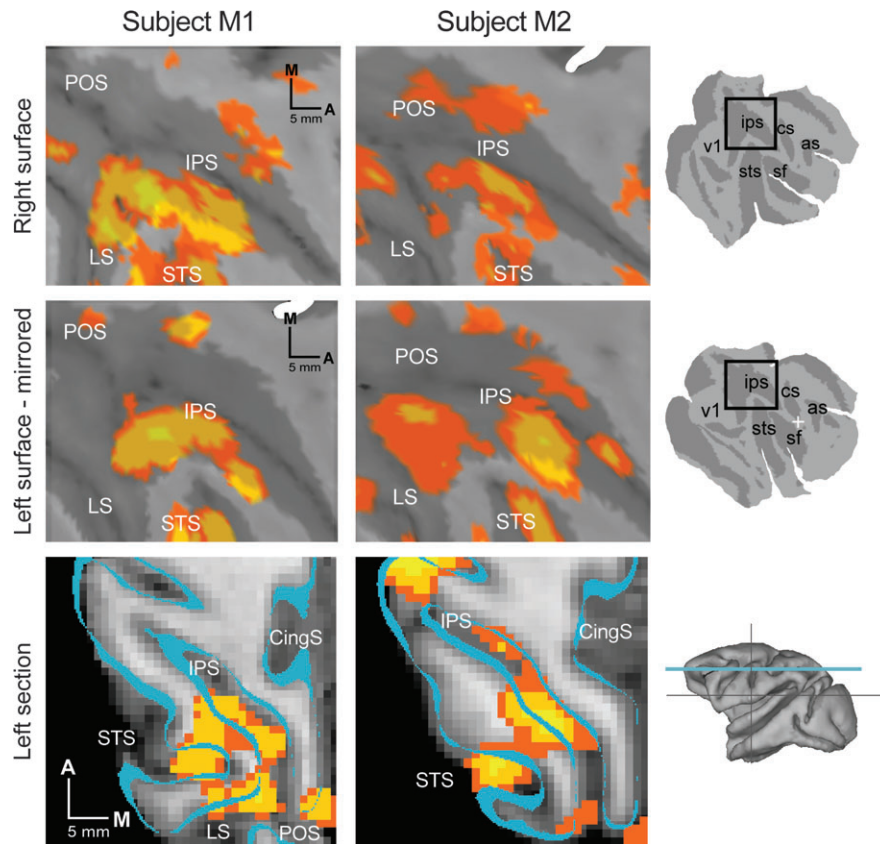 Subject M1
Subject M2
Right surface
POS
M
A
5 mm
IPS
LS
STS
POS
IPS
LS
STS
ips
cs
as
v1
sts
sf
Left surface - mirrored
POS
M
A
5 mm
IPS
LS
STS
POS
IPS
LS
STS
ips
cs
as
v1
sts
sf
Left section
CingS
IPS
STS
A
M
5 mm
LS
POS
IPS
CingS
STS